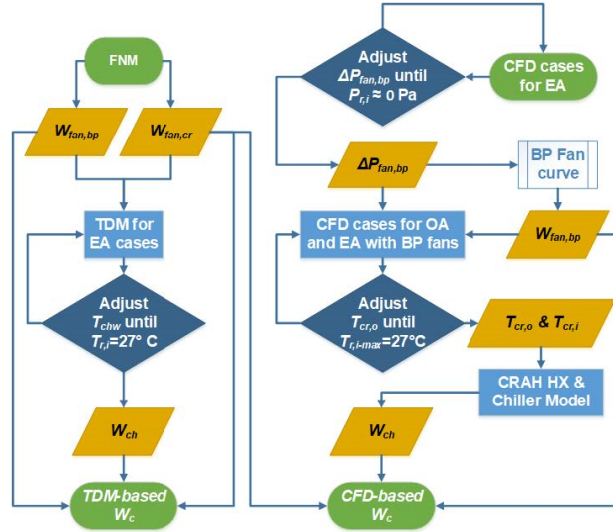 FNM
W_fan,bp
W_fan,cr
TDM for
EA cases
Adjust
T_chw until
T_r,i=27° C
W_ch
TDM-based
W_c
Adjust
ΔP_fan,bp until
P_r,i ≈ 0 Pa
CFD cases
for EA
ΔP_fan,bp
BP Fan
curve
CFD cases for OA
and EA with BP fans
W_fan,bp
Adjust
T_cr,o until
T_r,i-max=27°C
T_cr,o & T_cr,i
CRAH HX &
Chiller Model
W_ch
CFD-based
W_c